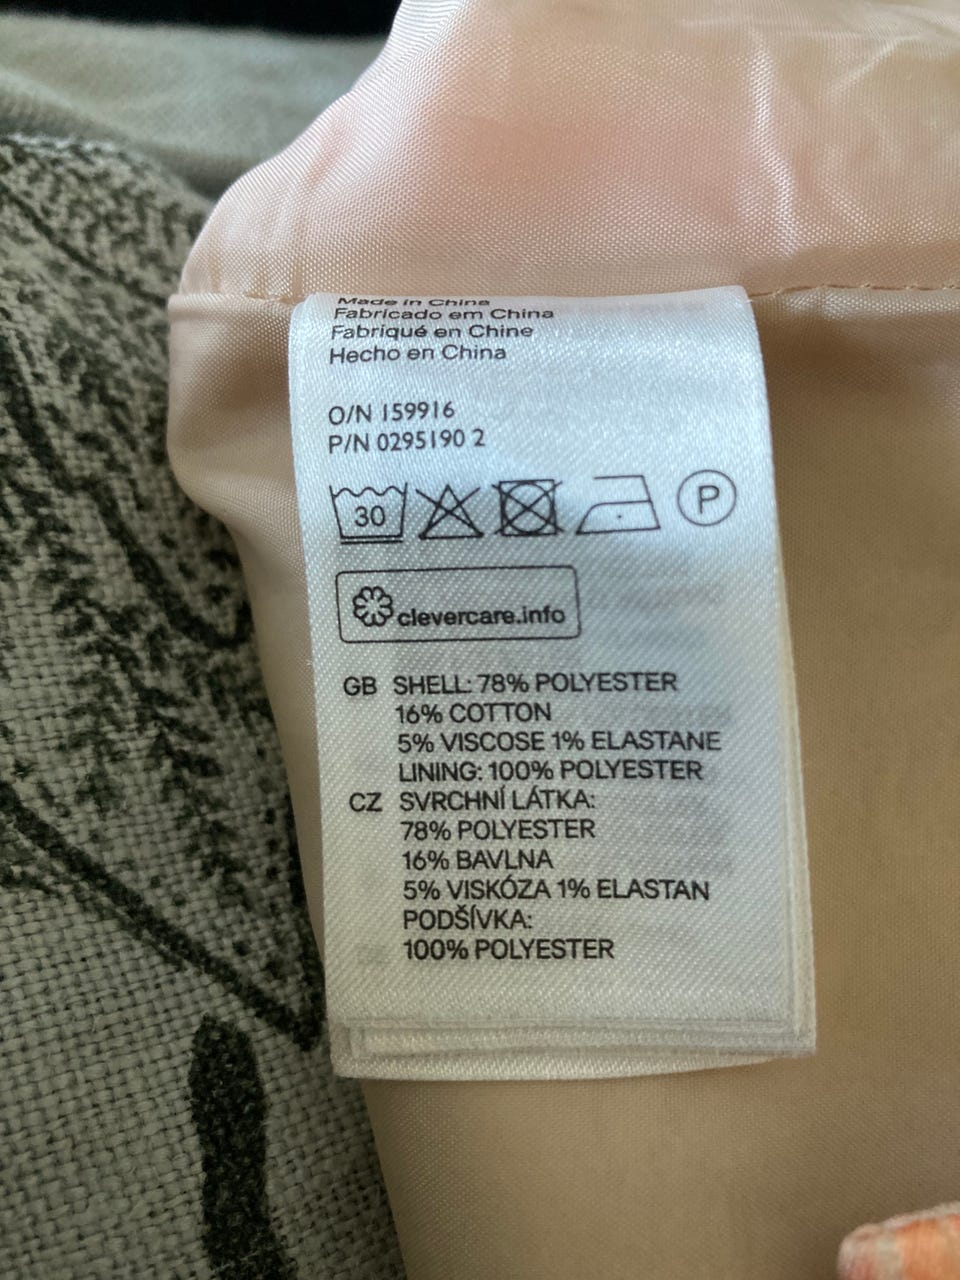 Made in China
Fabricado em China
Fabriqué en Chine
Hecho en China
O/N 159916
P/N 0295190 2
30 P
clevercare.info
GB SHELL: 78% POLYESTER
16% COTTON
5% VISCOSE 1% ELASTANE
LINING: 100% POLYESTER
CZ SVRCHNÍ LÁTKA:
78% POLYESTER
16% BAVLNA
5% VISKÓZA 1% ELASTAN
PODŠÍVKA:
100% POLYESTER